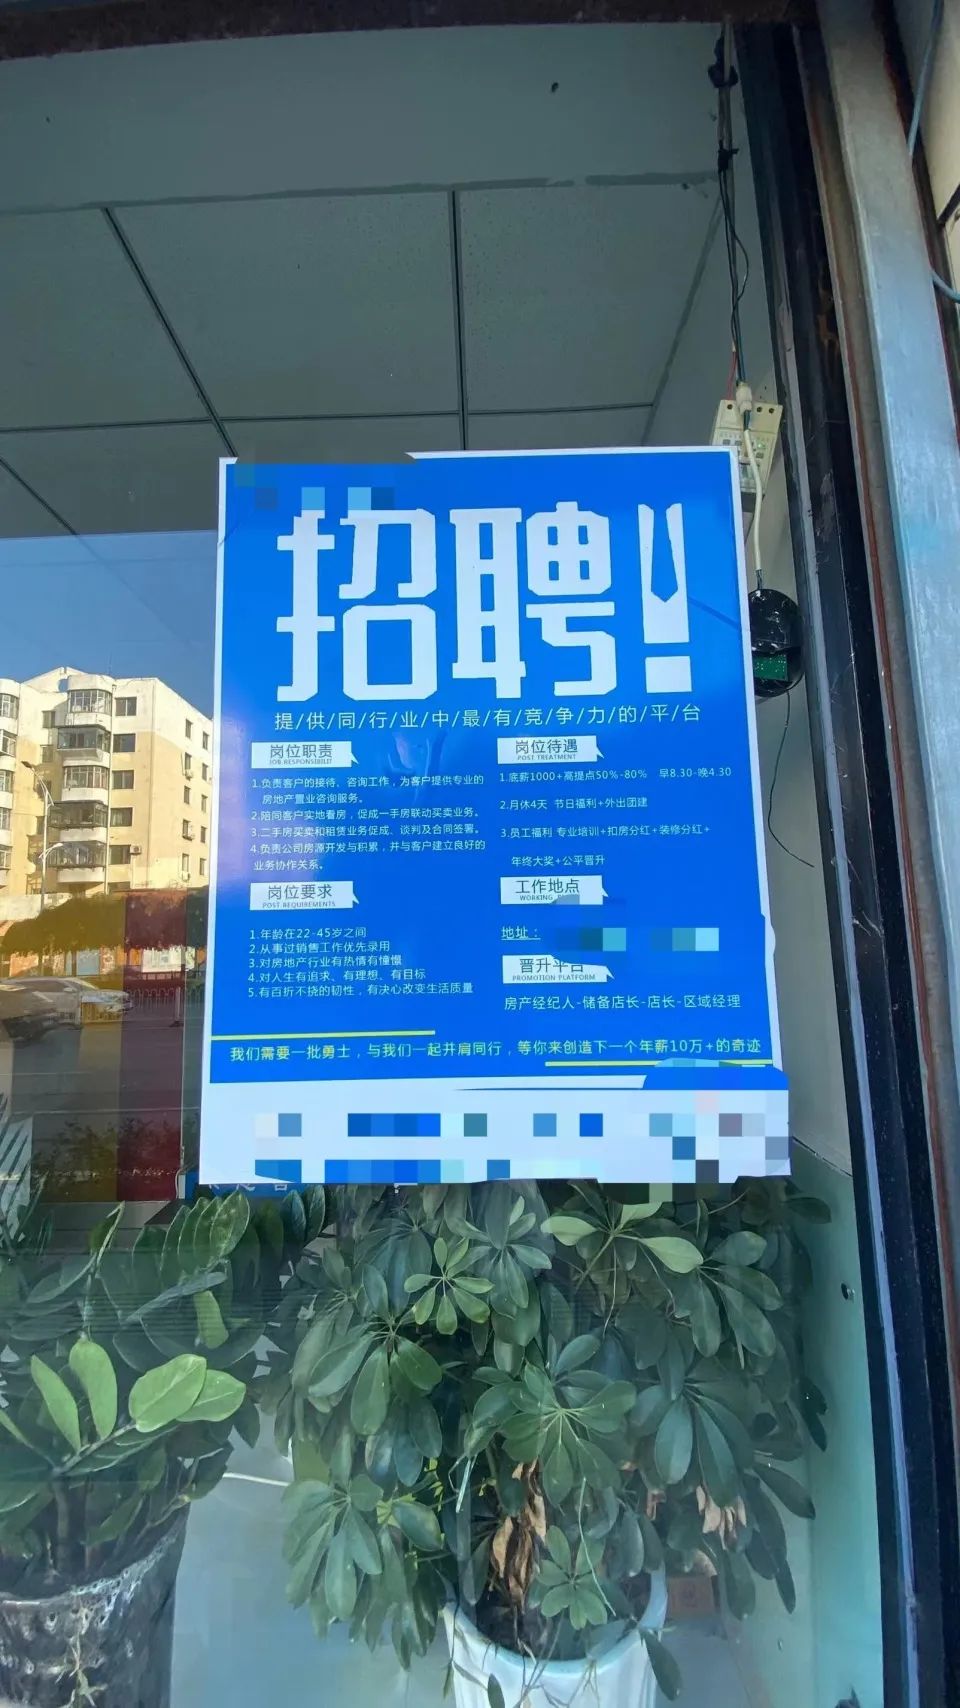 招聘!
提/供/同/行/业/中/最/有/竞/争/力/的/平/台
岗位职责
JOB RESPONSIBILIT
1.负责客户的接待、咨询工作，为客户提供专业的
房地产置业咨询服务。
2.陪同客户实地看房，促成一手房联动买卖业务。
3.二手房买卖和租赁业务促成、谈判及合同签署。
4.负责公司房源开发与积累，并与客户建立良好的
业务协作关系。
岗位要求
POST REQUIREMENTS
1.年龄在22-45岁之间
2.从事过销售工作优先录用
3.对房地产行业有热情有憧憬
4.对人生有追求、有理想、有目标
5.有百折不挠的韧性，有决心改变生活质量
岗位待遇
POST TREATMENT
1.底薪1000+高提点50%-80% 早8.30-晚4.30
2.月休4天 节日福利+外出团建
3.员工福利 专业培训+扣房分红+装修分红+
年终大奖+公平晋升
工作地点
WORKING
地址：
晋升平台
PROMOTION PLATFORM
房产经纪人-储备店长-店长-区域经理
我们需要一批勇士，与我们一起并肩同行，等你来创造下一个年薪10万+的奇迹